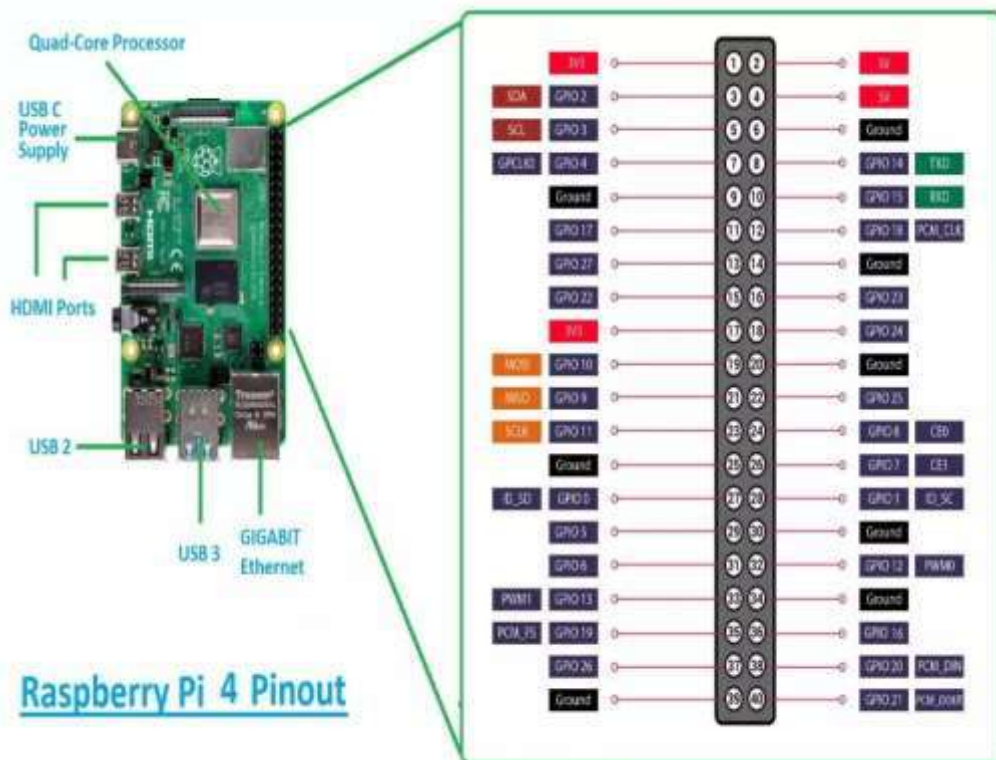 Quad-Core Processor
USB C
Power
Supply
HDMI Ports
USB 2
USB 3
GIGABIT
Ethernet
Raspberry Pi 4 Pinout
3V3 1 2 5V
SDA GPIO 2 3 4 5V
SCL GPIO 3 5 6 Ground
GPCLK0 GPIO 4 7 8 GPIO 14 TXD
Ground 9 10 GPIO 15 RXD
GPIO 17 11 12 GPIO 18 PCM_CLK
GPIO 27 13 14 Ground
GPIO 22 15 16 GPIO 23
3V3 17 18 GPIO 24
MOSI GPIO 10 19 20 Ground
MISO GPIO 9 21 22 GPIO 25
SCLK GPIO 11 23 24 GPIO 8 CE0
Ground 25 26 GPIO 7 CE1
ID_SD GPIO 0 27 28 GPIO 1 ID_SC
GPIO 5 29 30 Ground
GPIO 6 31 32 GPIO 12 PWM0
PWM1 GPIO 13 33 34 Ground
PCM_FS GPIO 19 35 36 GPIO 16
GPIO 26 37 38 GPIO 20 PCM_DIN
Ground 39 40 GPIO 21